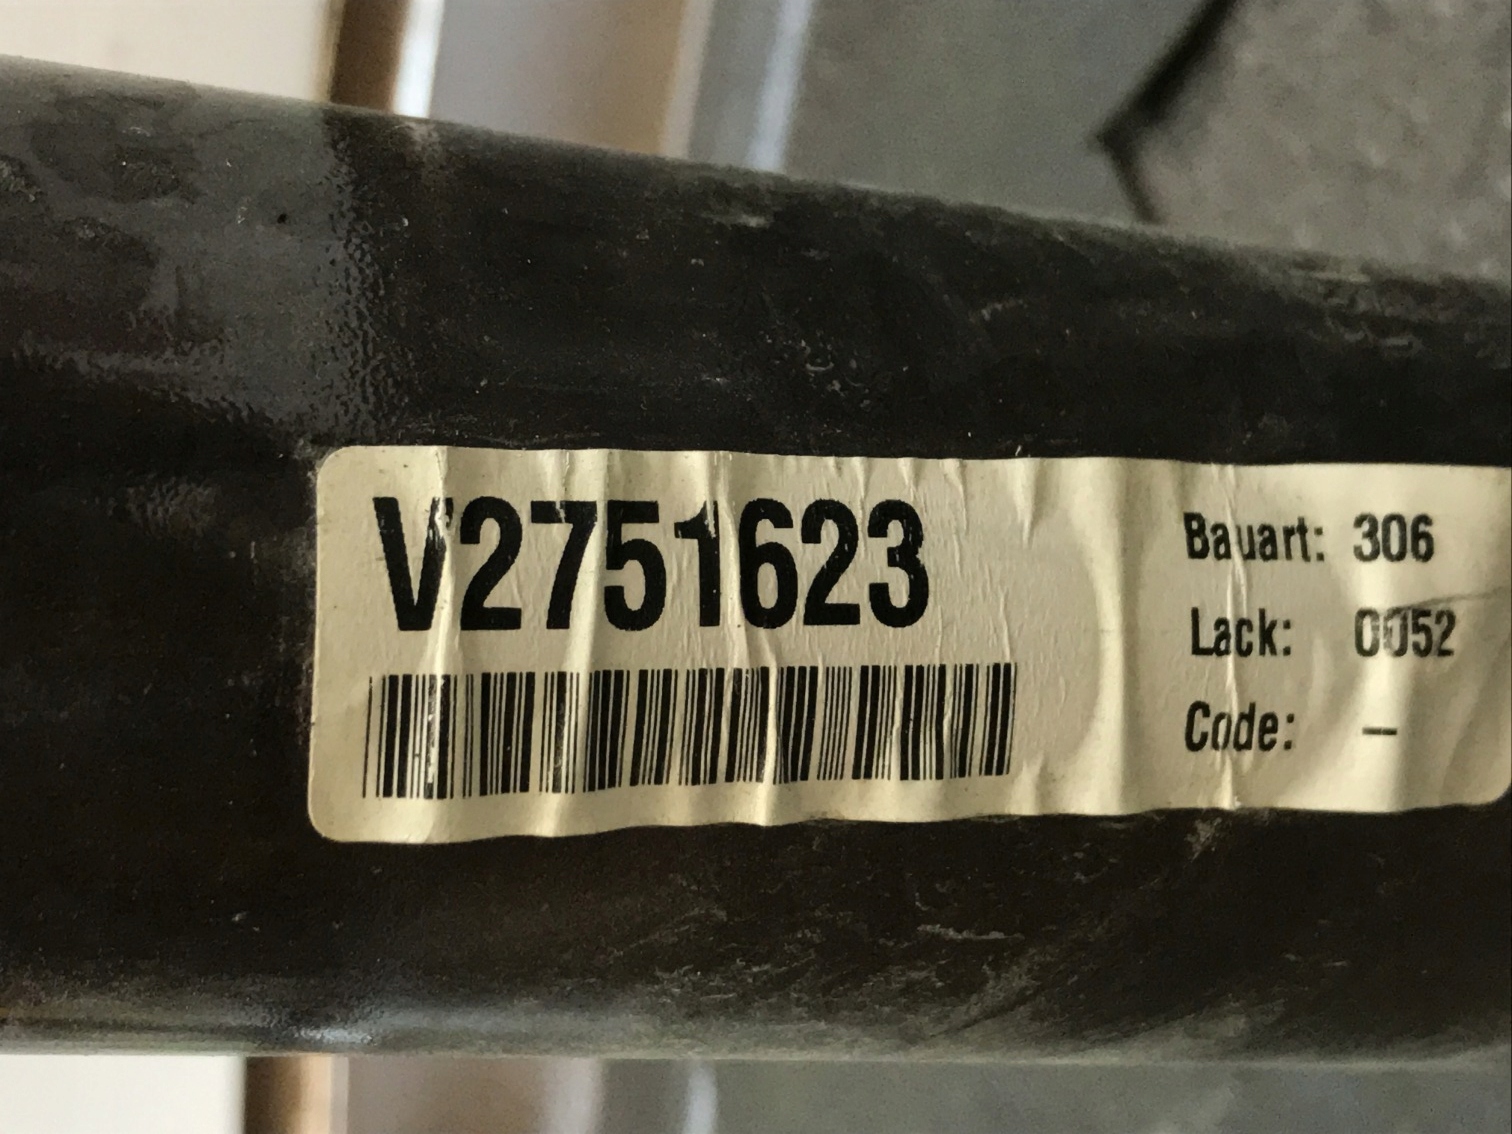 V2751623
Bauart: 306
Lack: 0052
Code: –